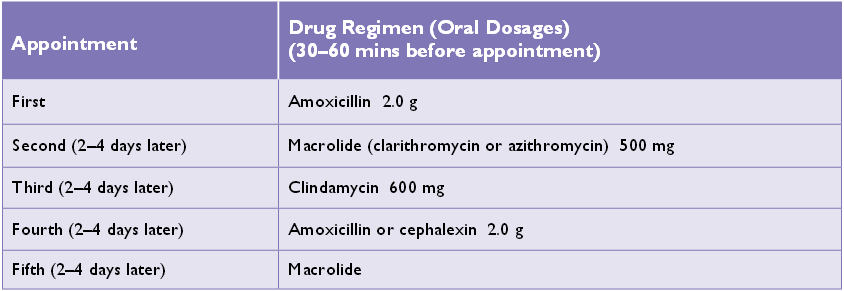 Appointment
Drug Regimen (Oral Dosages)
(30–60 mins before appointment)
First
Amoxicillin 2.0 g
Second (2–4 days later)
Macrolide (clarithromycin or azithromycin) 500 mg
Third (2–4 days later)
Clindamycin 600 mg
Fourth (2–4 days later)
Amoxicillin or cephalexin 2.0 g
Fifth (2–4 days later)
Macrolide